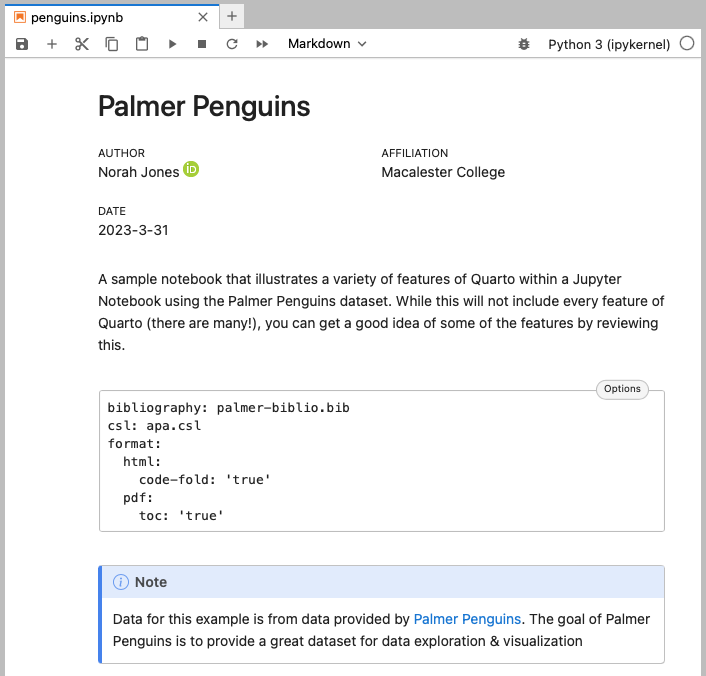 penguins.ipynb
Markdown
Python 3 (ipykernel)
Palmer Penguins
AUTHOR
Norah Jones iD
AFFILIATION
Macalester College
DATE
2023-3-31
A sample notebook that illustrates a variety of features of Quarto within a Jupyter
Notebook using the Palmer Penguins dataset. While this will not include every feature of
Quarto (there are many!), you can get a good idea of some of the features by reviewing
this.
Options
bibliography: palmer-biblio.bib
csl: apa.csl
format:
  html:
    code-fold: 'true'
  pdf:
    toc: 'true'
Note
Data for this example is from data provided by Palmer Penguins. The goal of Palmer
Penguins is to provide a great dataset for data exploration & visualization